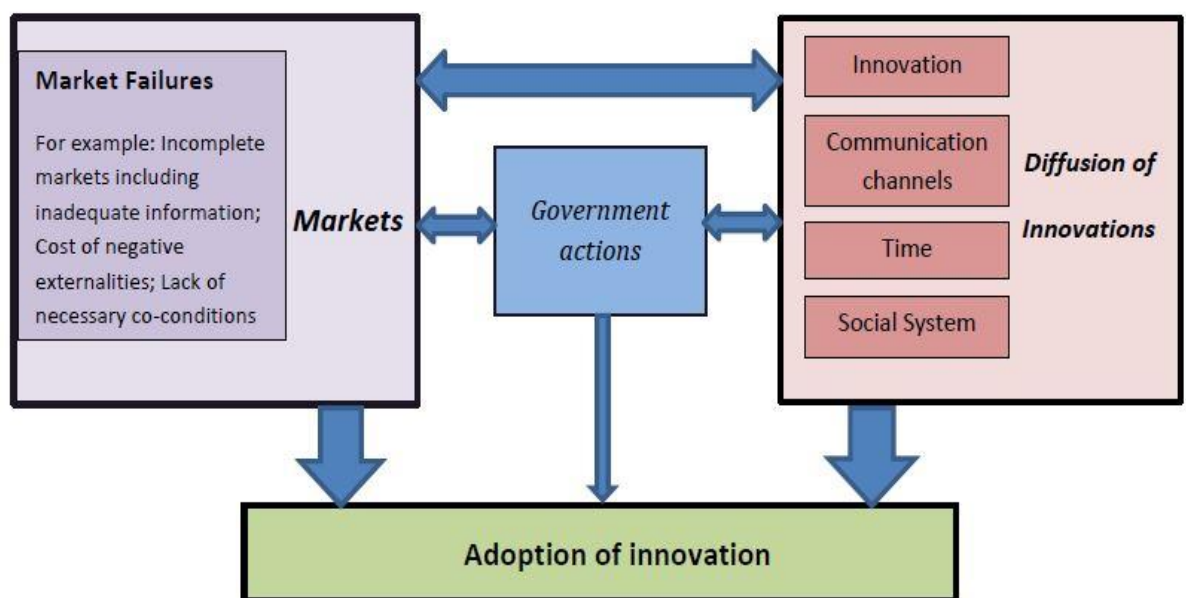 Market Failures
For example: Incomplete
markets including
inadequate information;
Cost of negative
externalities; Lack of
necessary co-conditions
Markets
Government
actions
Innovation
Communication
channels
Time
Social System
Diffusion of
Innovations
Adoption of innovation